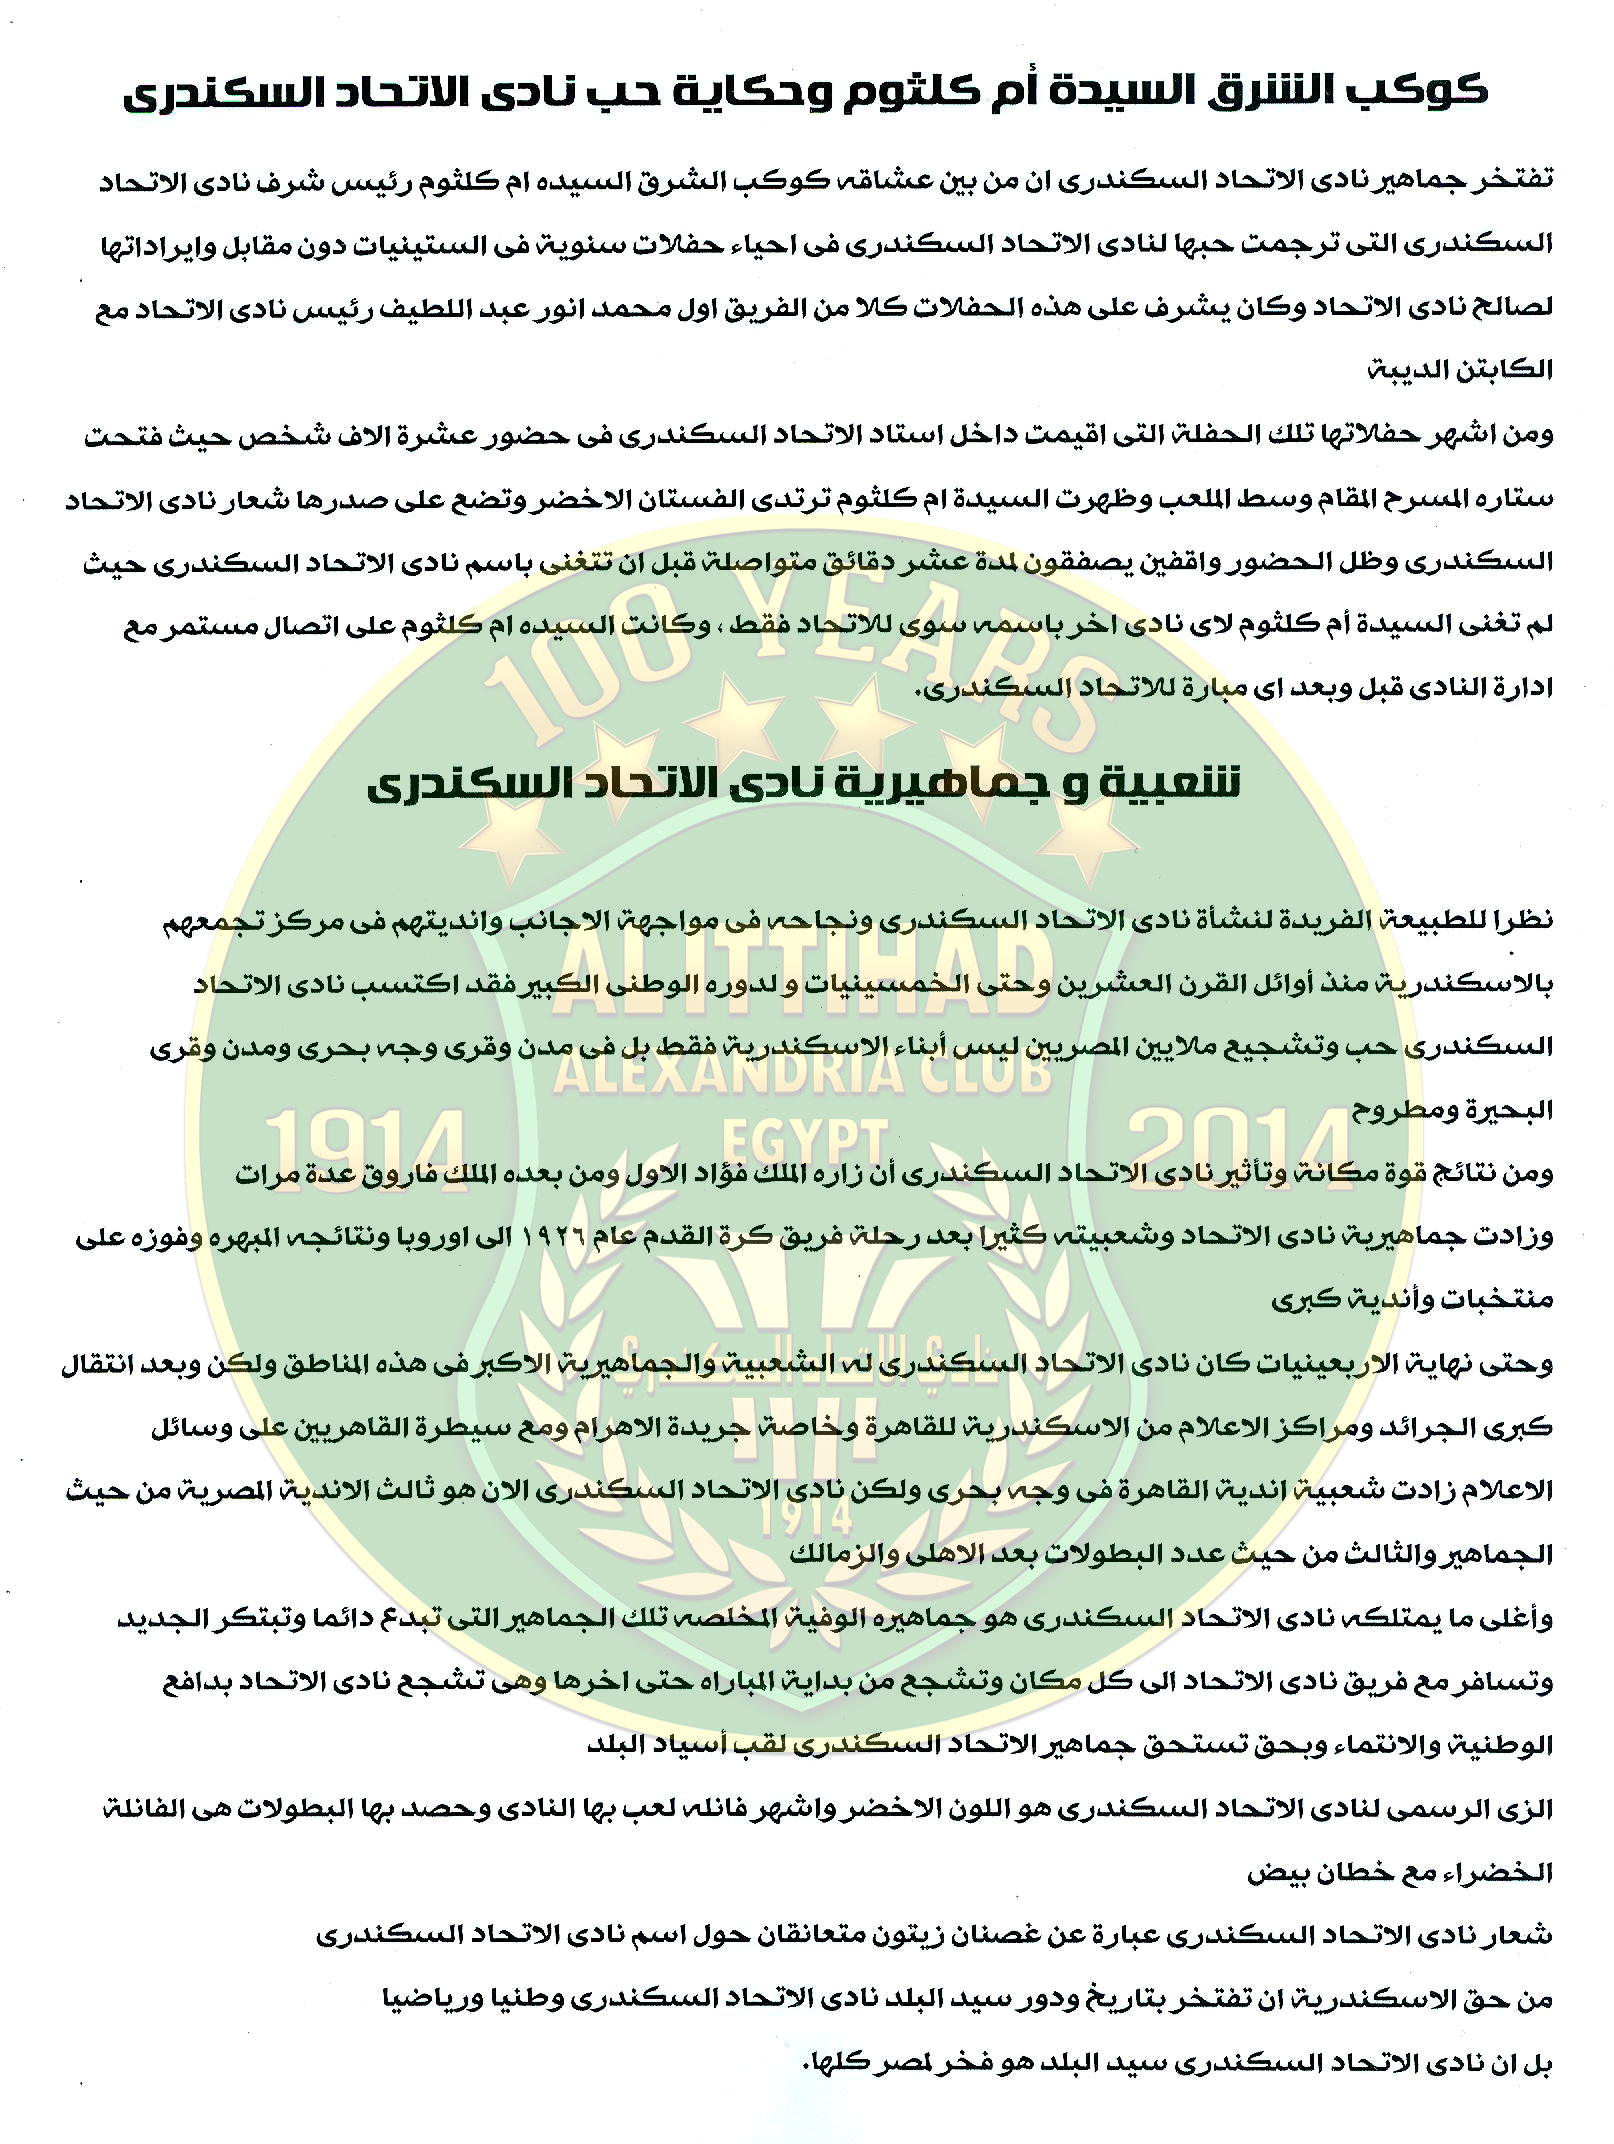 كوكب الشرق السيدة أم كلثوم وحكاية حب نادى الاتحاد السكندرى
تفتخر جماهير نادى الاتحاد السكندرى ان من بين عشاقه كوكب الشرق السيده ام كلثوم رئيس شرف نادى الاتحاد
السكندرى التى ترجمت حبها لنادى الاتحاد السكندرى فى احياء حفلات سنوية فى الستينيات دون مقابل وايراداتها
لصالح نادى الاتحاد وكان يشرف على هذه الحفلات كلا من الفريق اول محمد انور عبد اللطيف رئيس نادى الاتحاد مع
الكابتن الديبة
ومن اشهر حفلاتها تلك الحفلة التى اقيمت داخل استاد الاتحاد السكندرى فى حضور عشرة الاف شخص حيث فتحت
ستاره المسرح المقام وسط الملعب وظهرت السيدة ام كلثوم ترتدى الفستان الاخضر وتضع على صدرها شعار نادى الاتحاد
السكندرى وظل الحضور واقفين يصفقون لمدة عشر دقائق متواصلة قبل ان تتغنى باسم نادى الاتحاد السكندرى حيث
لم تغنى السيدة أم كلثوم لاى نادى اخر باسمه سوى للاتحاد فقط ، وكانت السيده ام كلثوم على اتصال مستمر مع
ادارة النادى قبل وبعد اى مبارة للاتحاد السكندرى.
100 YEARS
شعبية و جماهيرية نادى الاتحاد السكندرى
نظرا للطبيعة الفريدة لنشأة نادى الاتحاد السكندرى ونجاحه فى مواجهة الاجانب وانديتهم فى مركز تجمعهم
بالاسكندرية منذ أوائل القرن العشرين وحتى الخمسينيات و لدوره الوطنى الكبير فقد اكتسب نادى الاتحاد
ALITTIHAD
السكندرى حب وتشجيع ملايين المصريين ليس أبناء الاسكندرية فقط بل فى مدن وقرى وجه بحرى ومدن وقرى
ALEXANDRIA CLUB
البحيرة ومطروح
EGYPT
1914
2014
ومن نتائج قوة مكانة وتأثير نادى الاتحاد السكندرى أن زاره الملك فؤاد الاول ومن بعده الملك فاروق عدة مرات
وزادت جماهيرية نادى الاتحاد وشعبيته كثيرا بعد رحلة فريق كرة القدم عام ١٩٢٦ الى اوروبا ونتائجه المبهره وفوزه على
منتخبات وأندية كبرى
نادي الاتحاد السكندري
وحتى نهاية الاربعينيات كان نادى الاتحاد السكندرى له الشعبية والجماهيرية الاكبر فى هذه المناطق ولكن وبعد انتقال
كبرى الجرائد ومراكز الاعلام من الاسكندرية للقاهرة وخاصة جريدة الاهرام ومع سيطرة القاهريين على وسائل
الاعلام زادت شعبية اندية القاهرة فى وجه بحرى ولكن نادى الاتحاد السكندرى الان هو ثالث الاندية المصرية من حيث
1914
الجماهير والثالث من حيث عدد البطولات بعد الاهلى والزمالك
وأغلى ما يمتلكه نادى الاتحاد السكندرى هو جماهيره الوفية المخلصه تلك الجماهير التى تبدع دائما وتبتكر الجديد
وتسافر مع فريق نادى الاتحاد الى كل مكان وتشجع من بداية المباراه حتى اخرها وهى تشجع نادى الاتحاد بدافع
الوطنية والانتماء وبحق تستحق جماهير الاتحاد السكندرى لقب أسياد البلد
الزى الرسمى لنادى الاتحاد السكندرى هو اللون الاخضر واشهر فانله لعب بها النادى وحصد بها البطولات هى الفانلة
الخضراء مع خطان بيض
شعار نادى الاتحاد السكندرى عبارة عن غصنان زيتون متعانقان حول اسم نادى الاتحاد السكندرى
من حق الاسكندرية ان تفتخر بتاريخ ودور سيد البلد نادى الاتحاد السكندرى وطنيا ورياضيا
بل ان نادى الاتحاد السكندرى سيد البلد هو فخر لمصر كلها.